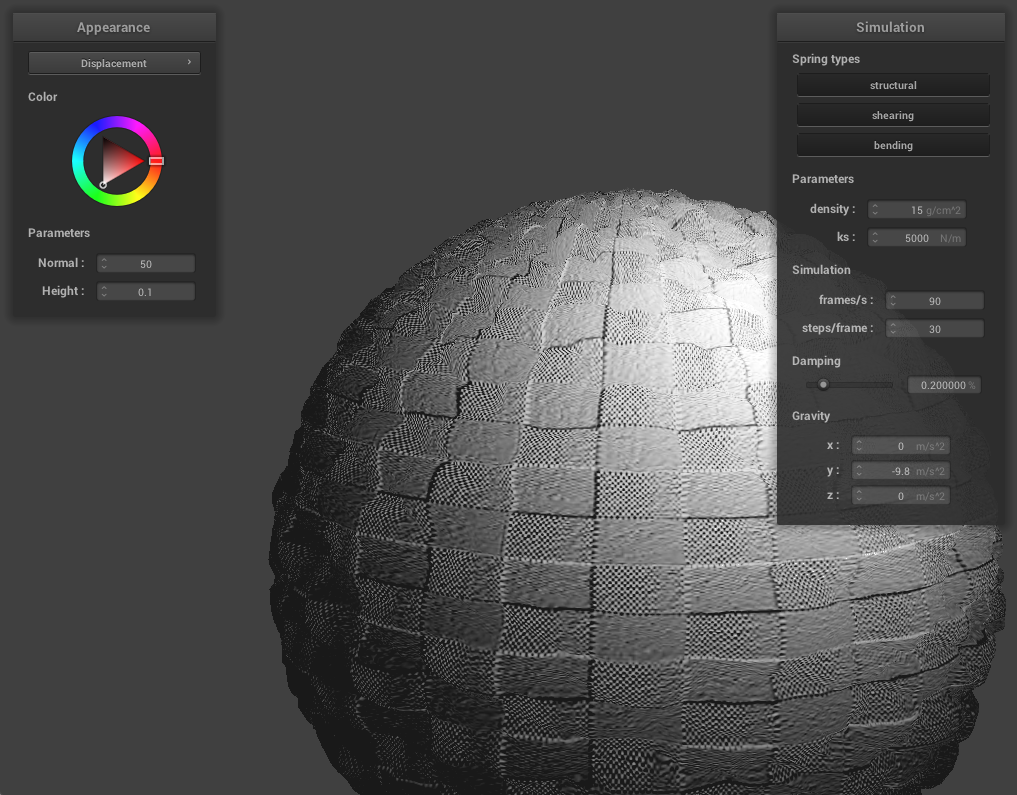 Appearance
Displacement ›
Color
Parameters
Normal : 50
Height : 0.1
Simulation
Spring types
structural
shearing
bending
Parameters
density : 15 g/cm^2
ks : 5000 N/m
Simulation
frames/s : 90
steps/frame : 30
Damping
0.200000 %
Gravity
x : 0 m/s^2
y : -9.8 m/s^2
z : 0 m/s^2